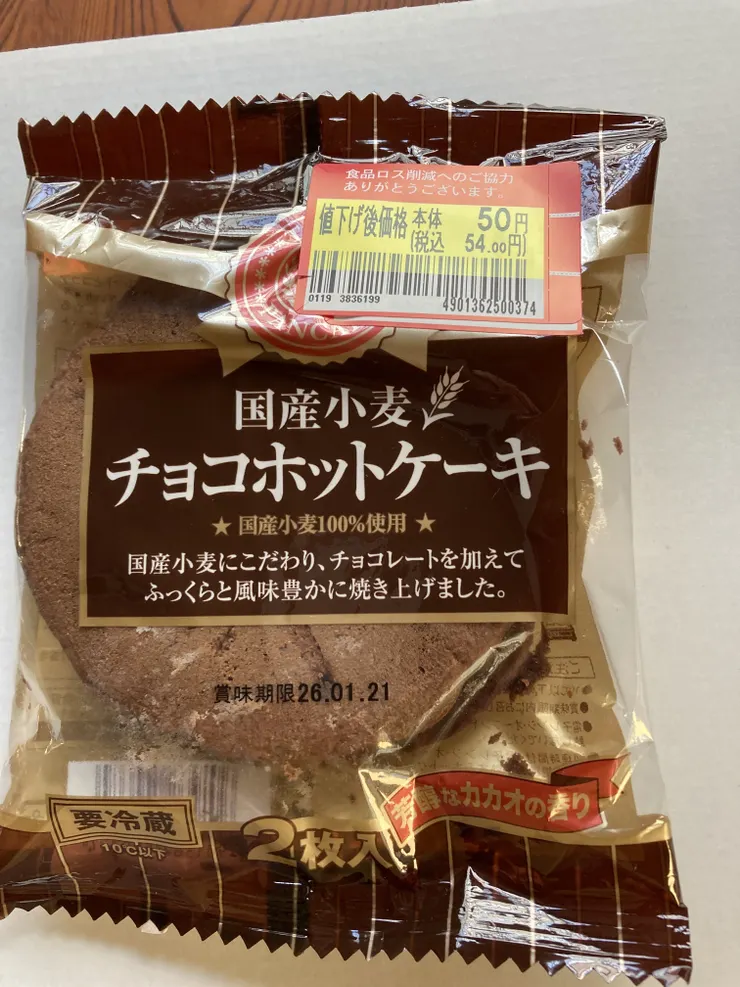 食品ロス削減へのご協力
ありがとうございます。
値下げ後価格 本体 50円
(税込 54.00円)
0119 3836199
4901362500374
国産小麦
チョコホットケーキ
★ 国産小麦100%使用 ★
国産小麦にこだわり、チョコレートを加えて
ふっくらと風味豊かに焼き上げました。
賞味期限26.01.21
芳醇なカカオの香り
要冷蔵
10℃以下
2枚入